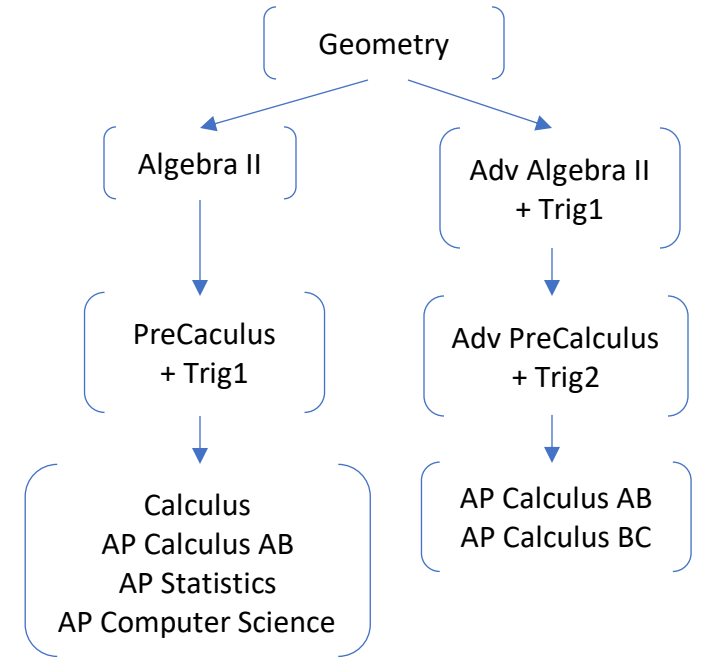 Geometry
Algebra II
Adv Algebra II
+ Trig1
PreCaculus
+ Trig1
Adv PreCalculus
+ Trig2
Calculus
AP Calculus AB
AP Statistics
AP Computer Science
AP Calculus AB
AP Calculus BC